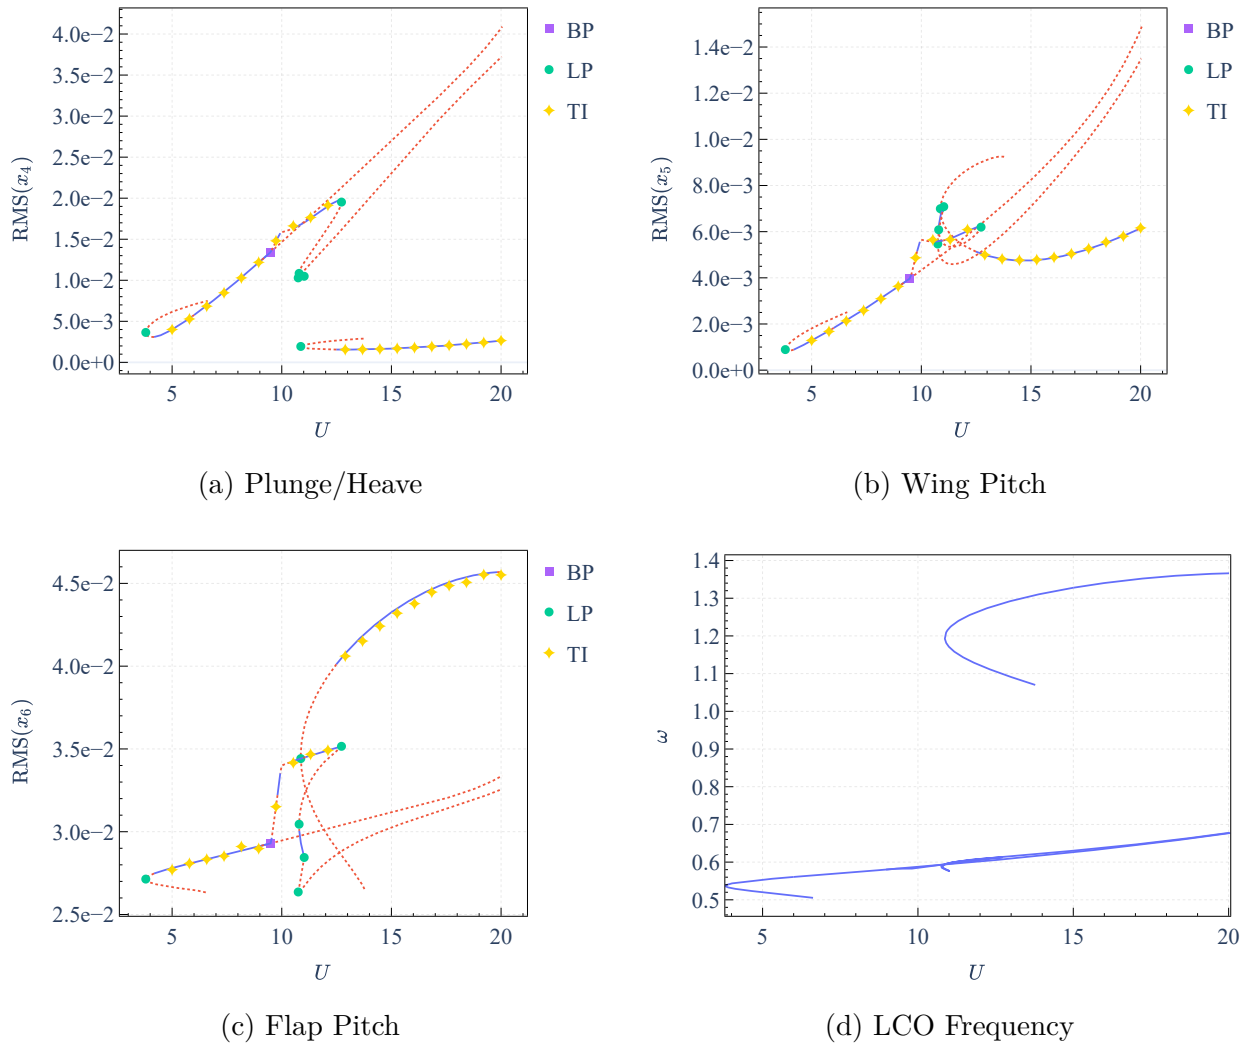 4.0e−2
3.5e−2
3.0e−2
2.5e−2
2.0e−2
1.5e−2
1.0e−2
5.0e−3
0.0e+0
RMS(x₄)
5 10 15 20
U
BP
LP
TI
(a) Plunge/Heave
1.4e−2
1.2e−2
1.0e−2
8.0e−3
6.0e−3
4.0e−3
2.0e−3
0.0e+0
RMS(x₅)
5 10 15 20
U
BP
LP
TI
(b) Wing Pitch
4.5e−2
4.0e−2
3.5e−2
3.0e−2
2.5e−2
RMS(x₆)
5 10 15 20
U
BP
LP
TI
(c) Flap Pitch
1.4
1.3
1.2
1.1
1.0
0.9
0.8
0.7
0.6
0.5
ω
5 10 15 20
U
(d) LCO Frequency